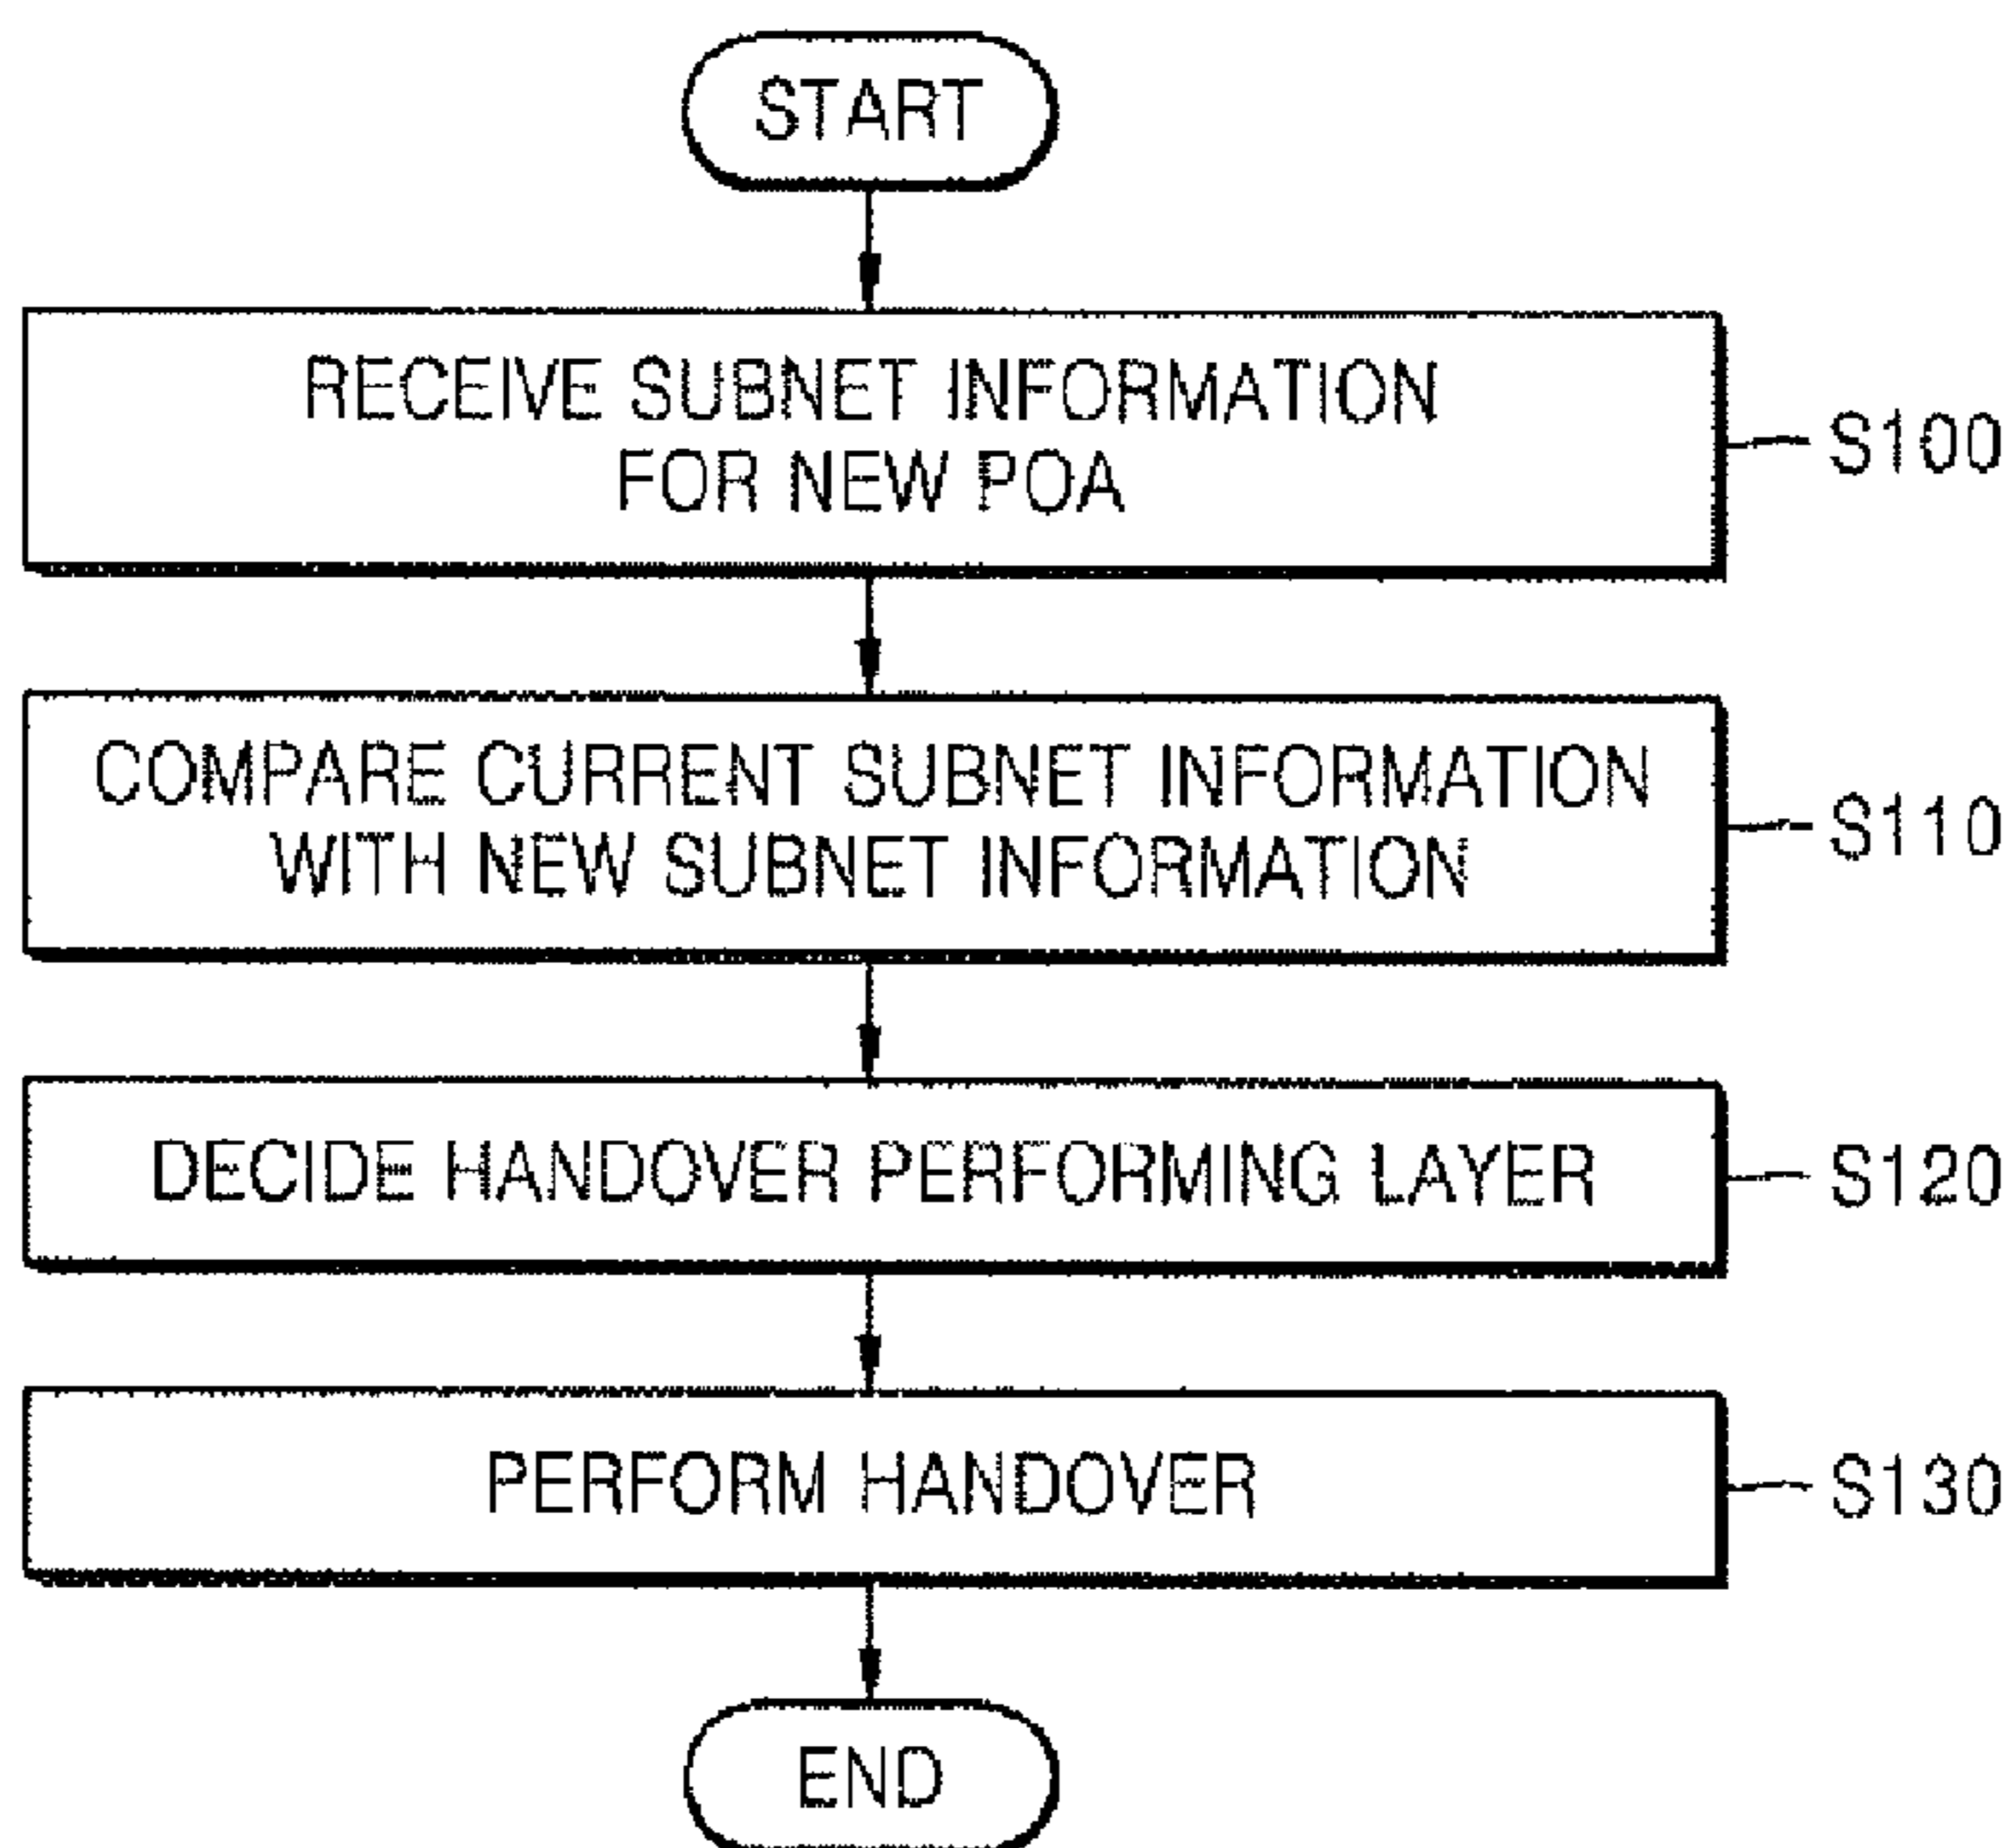 START
RECEIVE SUBNET INFORMATION
FOR NEW POA
S100
COMPARE CURRENT SUBNET INFORMATION
WITH NEW SUBNET INFORMATION
S110
DECIDE HANDOVER PERFORMING LAYER
S120
PERFORM HANDOVER
S130
END